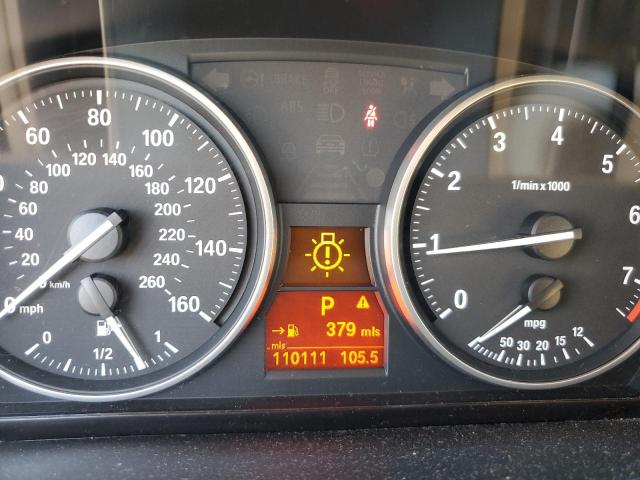 BRAKE
OFF
ABS
60 80 100 120 140 160
20 40 60 80 100 120 140 160 180 200 220 240 260
km/h
mph
0 1/2 1
P
379 mls
mls
110111 105.5
0 1 2 3 4 5 6 7
1/min x 1000
mpg
50 30 20 15 12